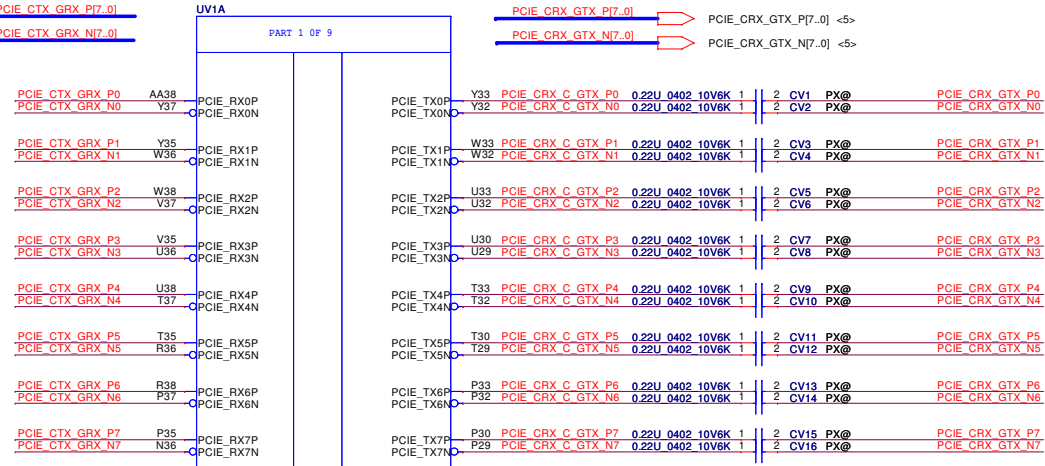 PCIE_CTX_GRX_P[7..0] UV1A PCIE_CRX_GTX_P[7..0] PCIE_CRX_GTX_P[7..0] <5>
PCIE_CTX_GRX_N[7..0] PART 1 0F 9 PCIE_CRX_GTX_N[7..0] PCIE_CRX_GTX_N[7..0] <5>
PCIE_CTX_GRX_P0 AA38 PCIE_RX0P PCIE_TX0P Y33 PCIE_CRX_C_GTX_P0 0.22U_0402_10V6K 1 2 CV1 PX@ PCIE_CRX_GTX_P0
PCIE_CTX_GRX_N0 Y37 PCIE_RX0N PCIE_TX0N Y32 PCIE_CRX_C_GTX_N0 0.22U_0402_10V6K 1 2 CV2 PX@ PCIE_CRX_GTX_N0
PCIE_CTX_GRX_P1 Y35 PCIE_RX1P PCIE_TX1P W33 PCIE_CRX_C_GTX_P1 0.22U_0402_10V6K 1 2 CV3 PX@ PCIE_CRX_GTX_P1
PCIE_CTX_GRX_N1 W36 PCIE_RX1N PCIE_TX1N W32 PCIE_CRX_C_GTX_N1 0.22U_0402_10V6K 1 2 CV4 PX@ PCIE_CRX_GTX_N1
PCIE_CTX_GRX_P2 W38 PCIE_RX2P PCIE_TX2P U33 PCIE_CRX_C_GTX_P2 0.22U_0402_10V6K 1 2 CV5 PX@ PCIE_CRX_GTX_P2
PCIE_CTX_GRX_N2 V37 PCIE_RX2N PCIE_TX2N U32 PCIE_CRX_C_GTX_N2 0.22U_0402_10V6K 1 2 CV6 PX@ PCIE_CRX_GTX_N2
PCIE_CTX_GRX_P3 V35 PCIE_RX3P PCIE_TX3P U30 PCIE_CRX_C_GTX_P3 0.22U_0402_10V6K 1 2 CV7 PX@ PCIE_CRX_GTX_P3
PCIE_CTX_GRX_N3 U36 PCIE_RX3N PCIE_TX3N U29 PCIE_CRX_C_GTX_N3 0.22U_0402_10V6K 1 2 CV8 PX@ PCIE_CRX_GTX_N3
PCIE_CTX_GRX_P4 U38 PCIE_RX4P PCIE_TX4P T33 PCIE_CRX_C_GTX_P4 0.22U_0402_10V6K 1 2 CV9 PX@ PCIE_CRX_GTX_P4
PCIE_CTX_GRX_N4 T37 PCIE_RX4N PCIE_TX4N T32 PCIE_CRX_C_GTX_N4 0.22U_0402_10V6K 1 2 CV10 PX@ PCIE_CRX_GTX_N4
PCIE_CTX_GRX_P5 T35 PCIE_RX5P PCIE_TX5P T30 PCIE_CRX_C_GTX_P5 0.22U_0402_10V6K 1 2 CV11 PX@ PCIE_CRX_GTX_P5
PCIE_CTX_GRX_N5 R36 PCIE_RX5N PCIE_TX5N T29 PCIE_CRX_C_GTX_N5 0.22U_0402_10V6K 1 2 CV12 PX@ PCIE_CRX_GTX_N5
PCIE_CTX_GRX_P6 R38 PCIE_RX6P PCIE_TX6P P33 PCIE_CRX_C_GTX_P6 0.22U_0402_10V6K 1 2 CV13 PX@ PCIE_CRX_GTX_P6
PCIE_CTX_GRX_N6 P37 PCIE_RX6N PCIE_TX6N P32 PCIE_CRX_C_GTX_N6 0.22U_0402_10V6K 1 2 CV14 PX@ PCIE_CRX_GTX_N6
PCIE_CTX_GRX_P7 P35 PCIE_RX7P PCIE_TX7P P30 PCIE_CRX_C_GTX_P7 0.22U_0402_10V6K 1 2 CV15 PX@ PCIE_CRX_GTX_P7
PCIE_CTX_GRX_N7 N36 PCIE_RX7N PCIE_TX7N P29 PCIE_CRX_C_GTX_N7 0.22U_0402_10V6K 1 2 CV16 PX@ PCIE_CRX_GTX_N7